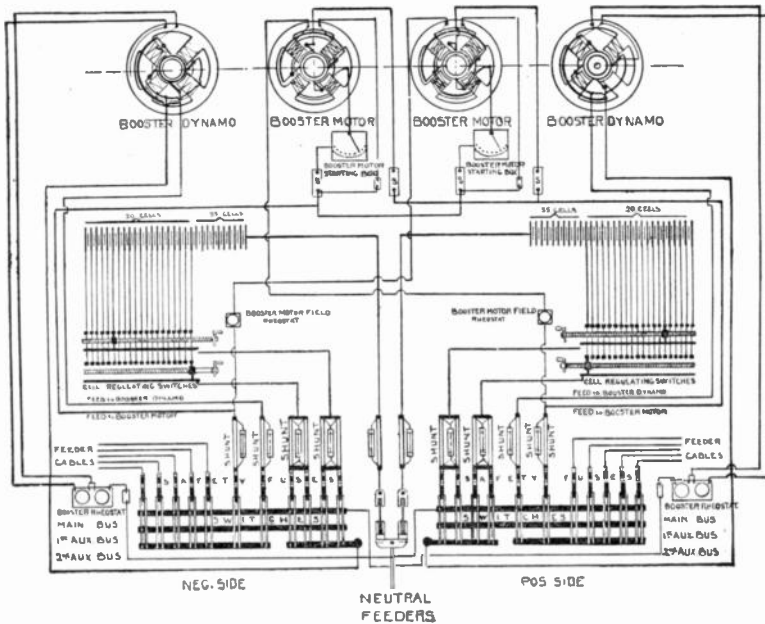 BOOSTER DYNAMO
BOOSTER MOTOR
BOOSTER MOTOR
BOOSTER DYNAMO
BOOSTER MOTOR
STARTING BOX
BOOSTER MOTOR
STARTING BOX
20 CELLS
35 CELLS
35 CELLS
20 CELLS
BOOSTER MOTOR FIELD
RHEOSTAT
BOOSTER MOTOR FIELD
RHEOSTAT
CELL REGULATING SWITCHES
FEED TO BOOSTER DYNAMO
FEED TO BOOSTER MOTOR
CELL REGULATING SWITCHES
FEED TO BOOSTER DYNAMO
FEED TO BOOSTER MOTOR
SHUNT
SHUNT
SHUNT
SHUNT
SHUNT
SHUNT
SHUNT
SHUNT
FEEDER
CABLES
SAFETY FUSES
SAFETY FUSES
FEEDER
CABLES
BOOSTER RHEOSTAT
MAIN BUS
1ST AUX BUS
2ND AUX BUS
SWITCHES
SWITCHES
BOOSTER RHEOSTAT
MAIN BUS
1ST AUX BUS
2ND AUX BUS
NEG. SIDE
POS SIDE
NEUTRAL
FEEDERS